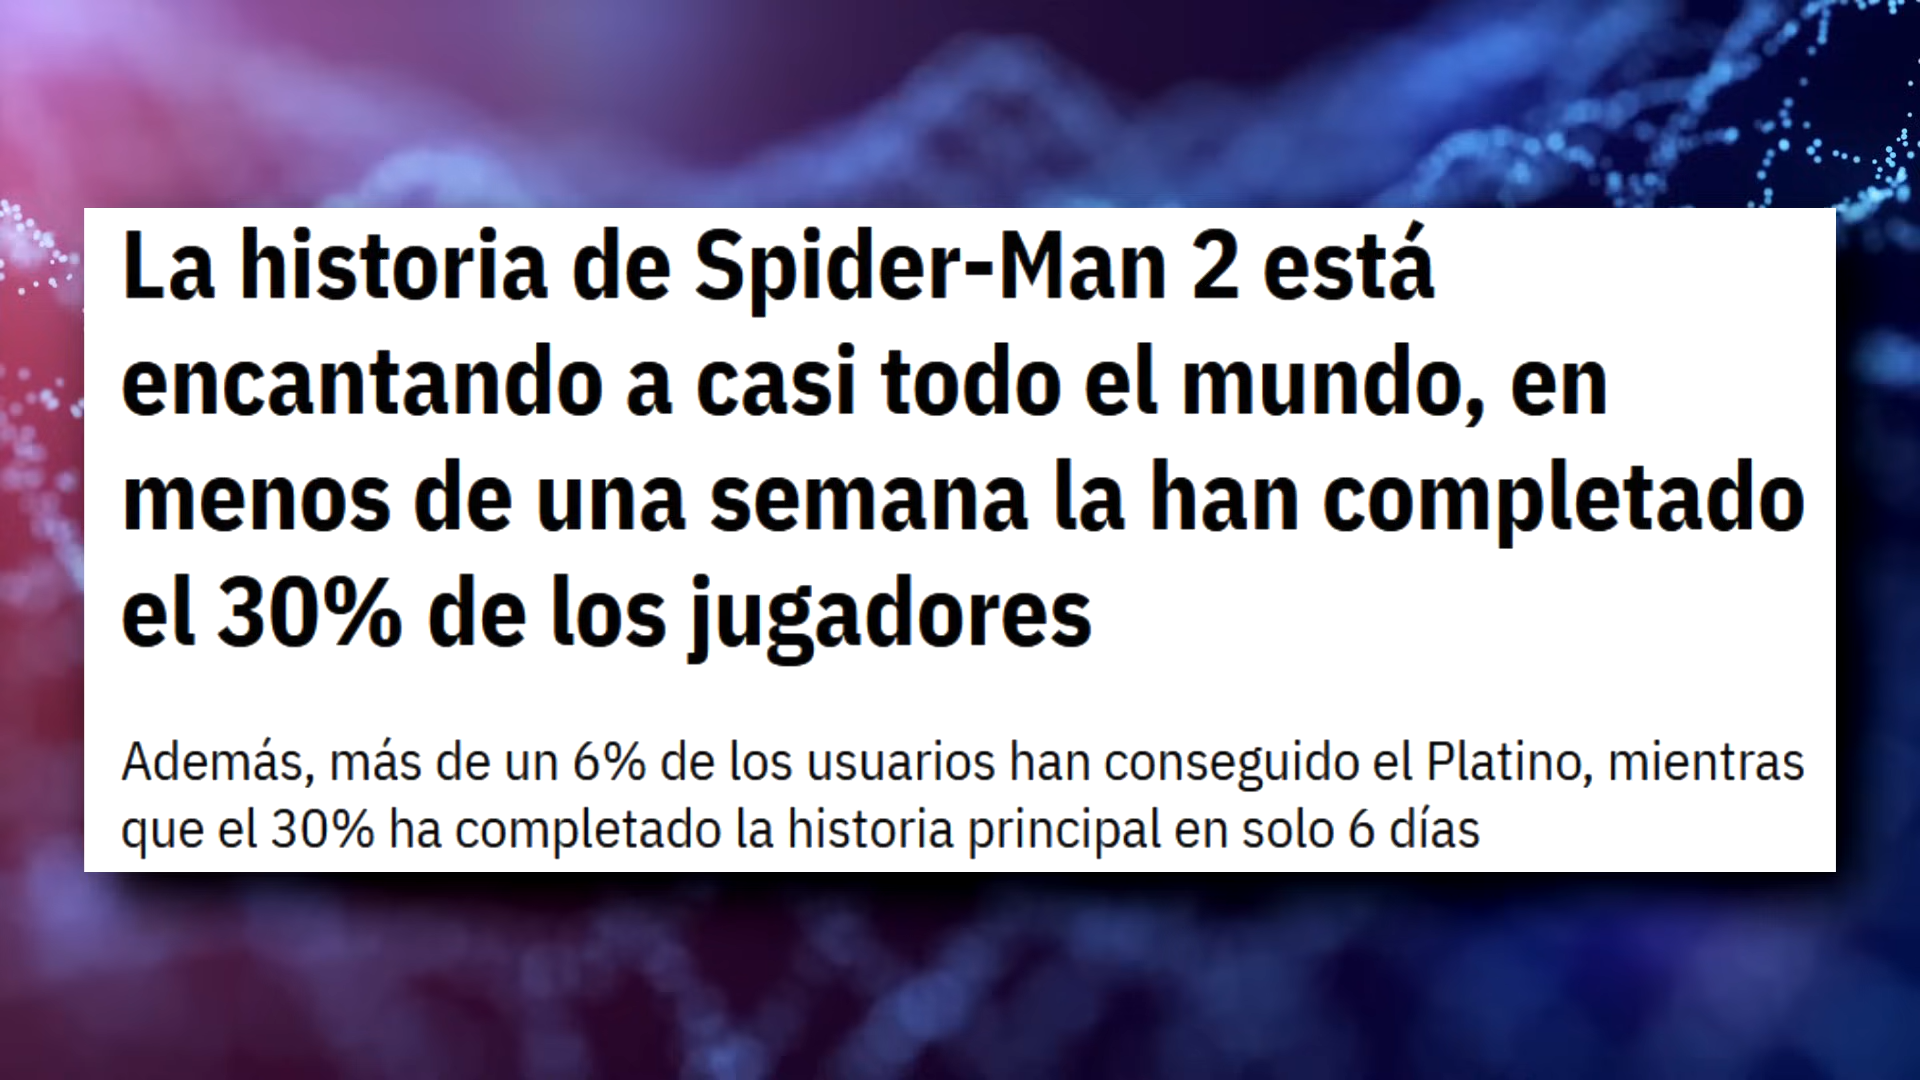 La historia de Spider-Man 2 está
encantando a casi todo el mundo, en
menos de una semana la han completado
el 30% de los jugadores
Además, más de un 6% de los usuarios han conseguido el Platino, mientras
que el 30% ha completado la historia principal en solo 6 días